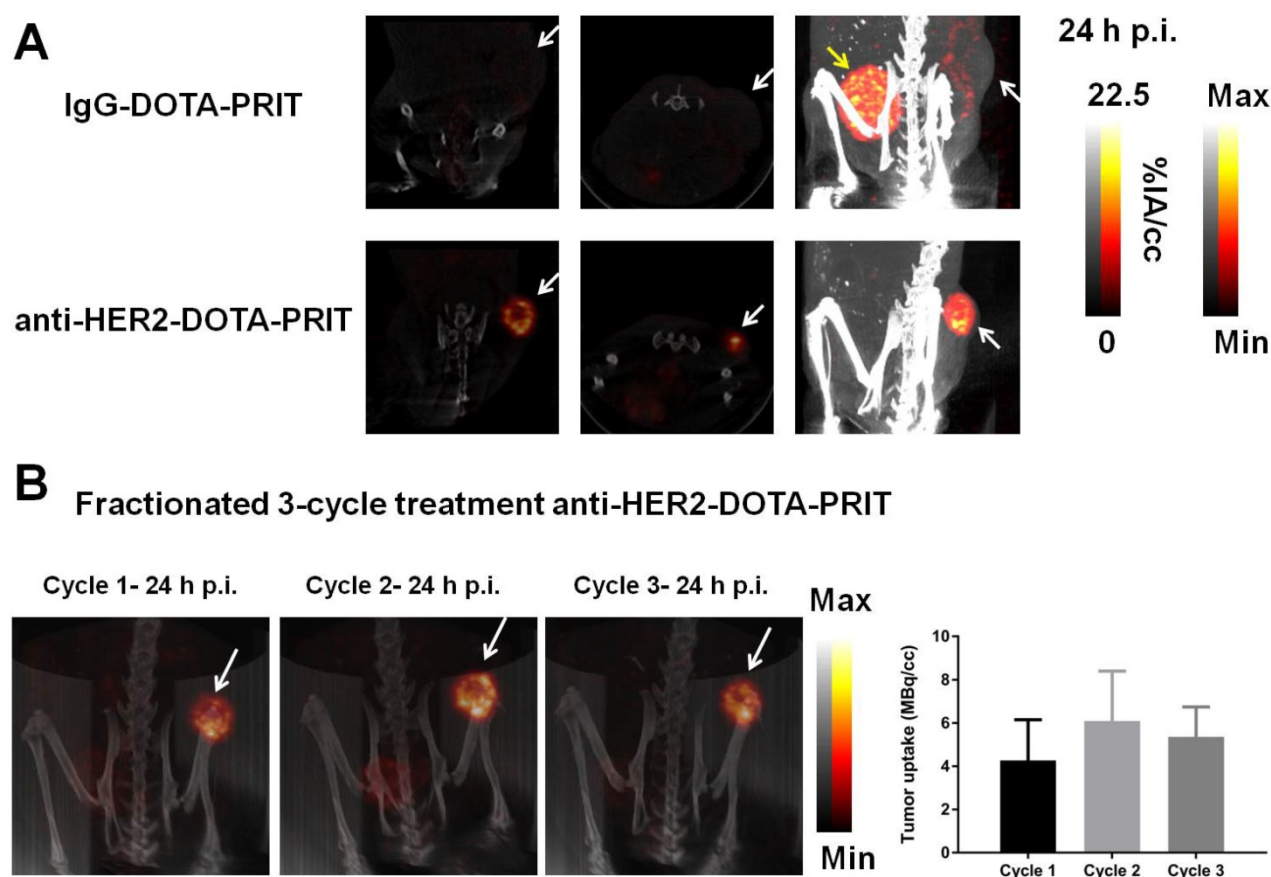 A
IgG-DOTA-PRIT
24 h p.i.
22.5
Max
%IA/cc
anti-HER2-DOTA-PRIT
0
Min
B
Fractionated 3-cycle treatment anti-HER2-DOTA-PRIT
Cycle 1- 24 h p.i.
Cycle 2- 24 h p.i.
Cycle 3- 24 h p.i.
Max
Min
Tumor uptake (MBq/cc)
10
8
6
4
2
0
Cycle 1
Cycle 2
Cycle 3